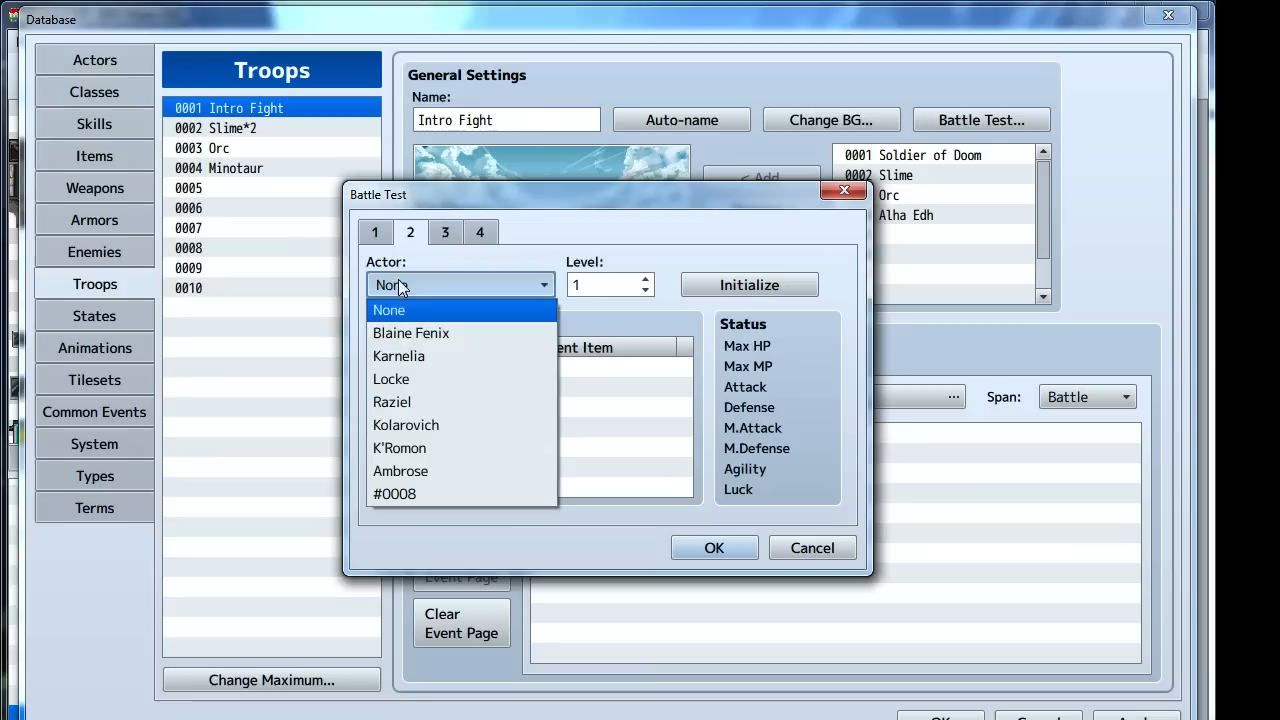 Database
Actors
Classes
Skills
Items
Weapons
Armors
Enemies
Troops
States
Animations
Tilesets
Common Events
System
Types
Terms
Troops
0001 Intro Fight
0002 Slime*2
0003 Orc
0004 Minotaur
0005
0006
0007
0008
0009
0010
Change Maximum...
General Settings
Name:
Intro Fight
Auto-name
Change BG...
Battle Test...
< Add
0001 Soldier of Doom
0002 Slime
Orc
Alha Edh
Battle Test
1
2
3
4
Actor:
Level:
None
1
Initialize
None
Blaine Fenix
Karnelia
Locke
Raziel
Kolarovich
K'Romon
Ambrose
#0008
Item
Status
Max HP
Max MP
Attack
Defense
M.Attack
M.Defense
Agility
Luck
OK
Cancel
...
Span:
Battle
Event Page
Clear
Event Page